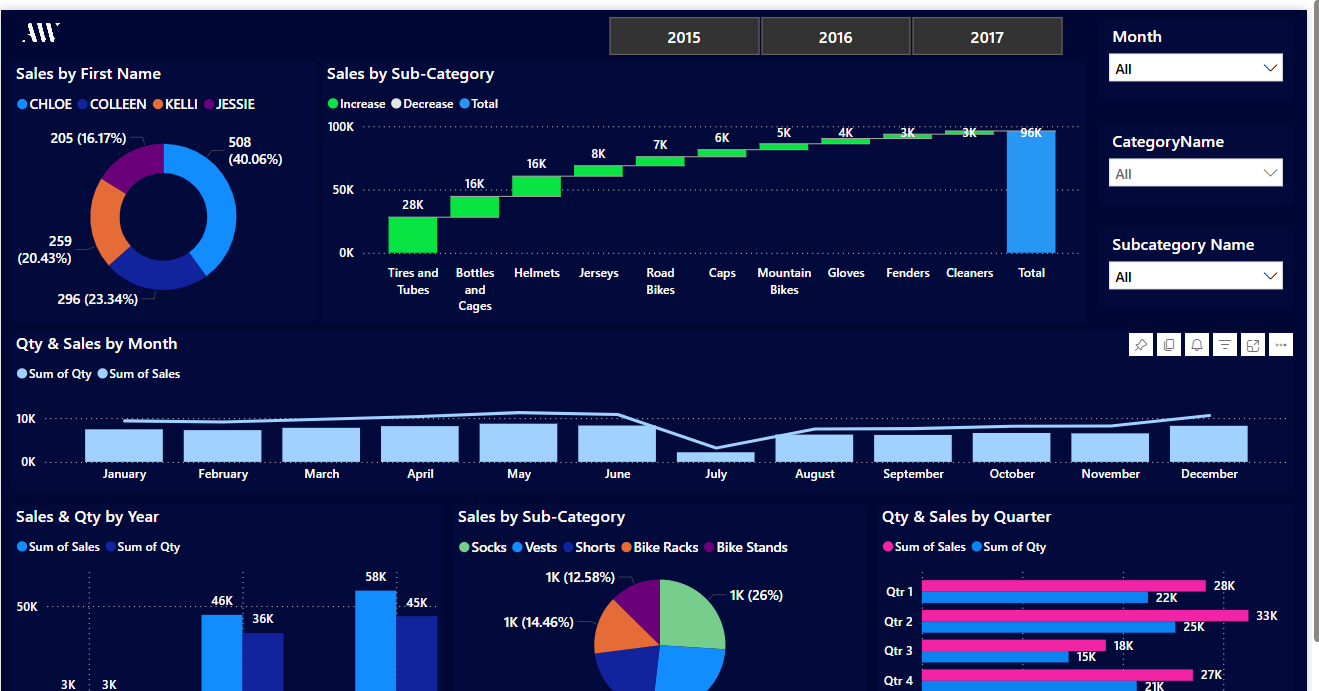 AW
2015 2016 2017
Month
All
CategoryName
All
Subcategory Name
All
Sales by First Name
CHLOE COLLEEN KELLI JESSIE
205 (16.17%)
508
(40.06%)
259
(20.43%)
296 (23.34%)
Sales by Sub-Category
Increase Decrease Total
100K
50K
0K
28K 16K 16K 8K 7K 6K 5K 4K 3K 3K 96K
Tires and
Tubes
Bottles
and
Cages
Helmets
Jerseys
Road
Bikes
Caps
Mountain
Bikes
Gloves
Fenders
Cleaners
Total
Qty & Sales by Month
Sum of Qty Sum of Sales
10K
0K
January February March April May June July August September October November December
Sales & Qty by Year
Sum of Sales Sum of Qty
50K
3K 3K 46K 36K 58K 45K
Sales by Sub-Category
Socks Vests Shorts Bike Racks Bike Stands
1K (12.58%)
1K (26%)
1K (14.46%)
Qty & Sales by Quarter
Sum of Sales Sum of Qty
Qtr 1 28K
22K
Qtr 2 33K
25K
Qtr 3 18K
15K
Qtr 4 27K
21K